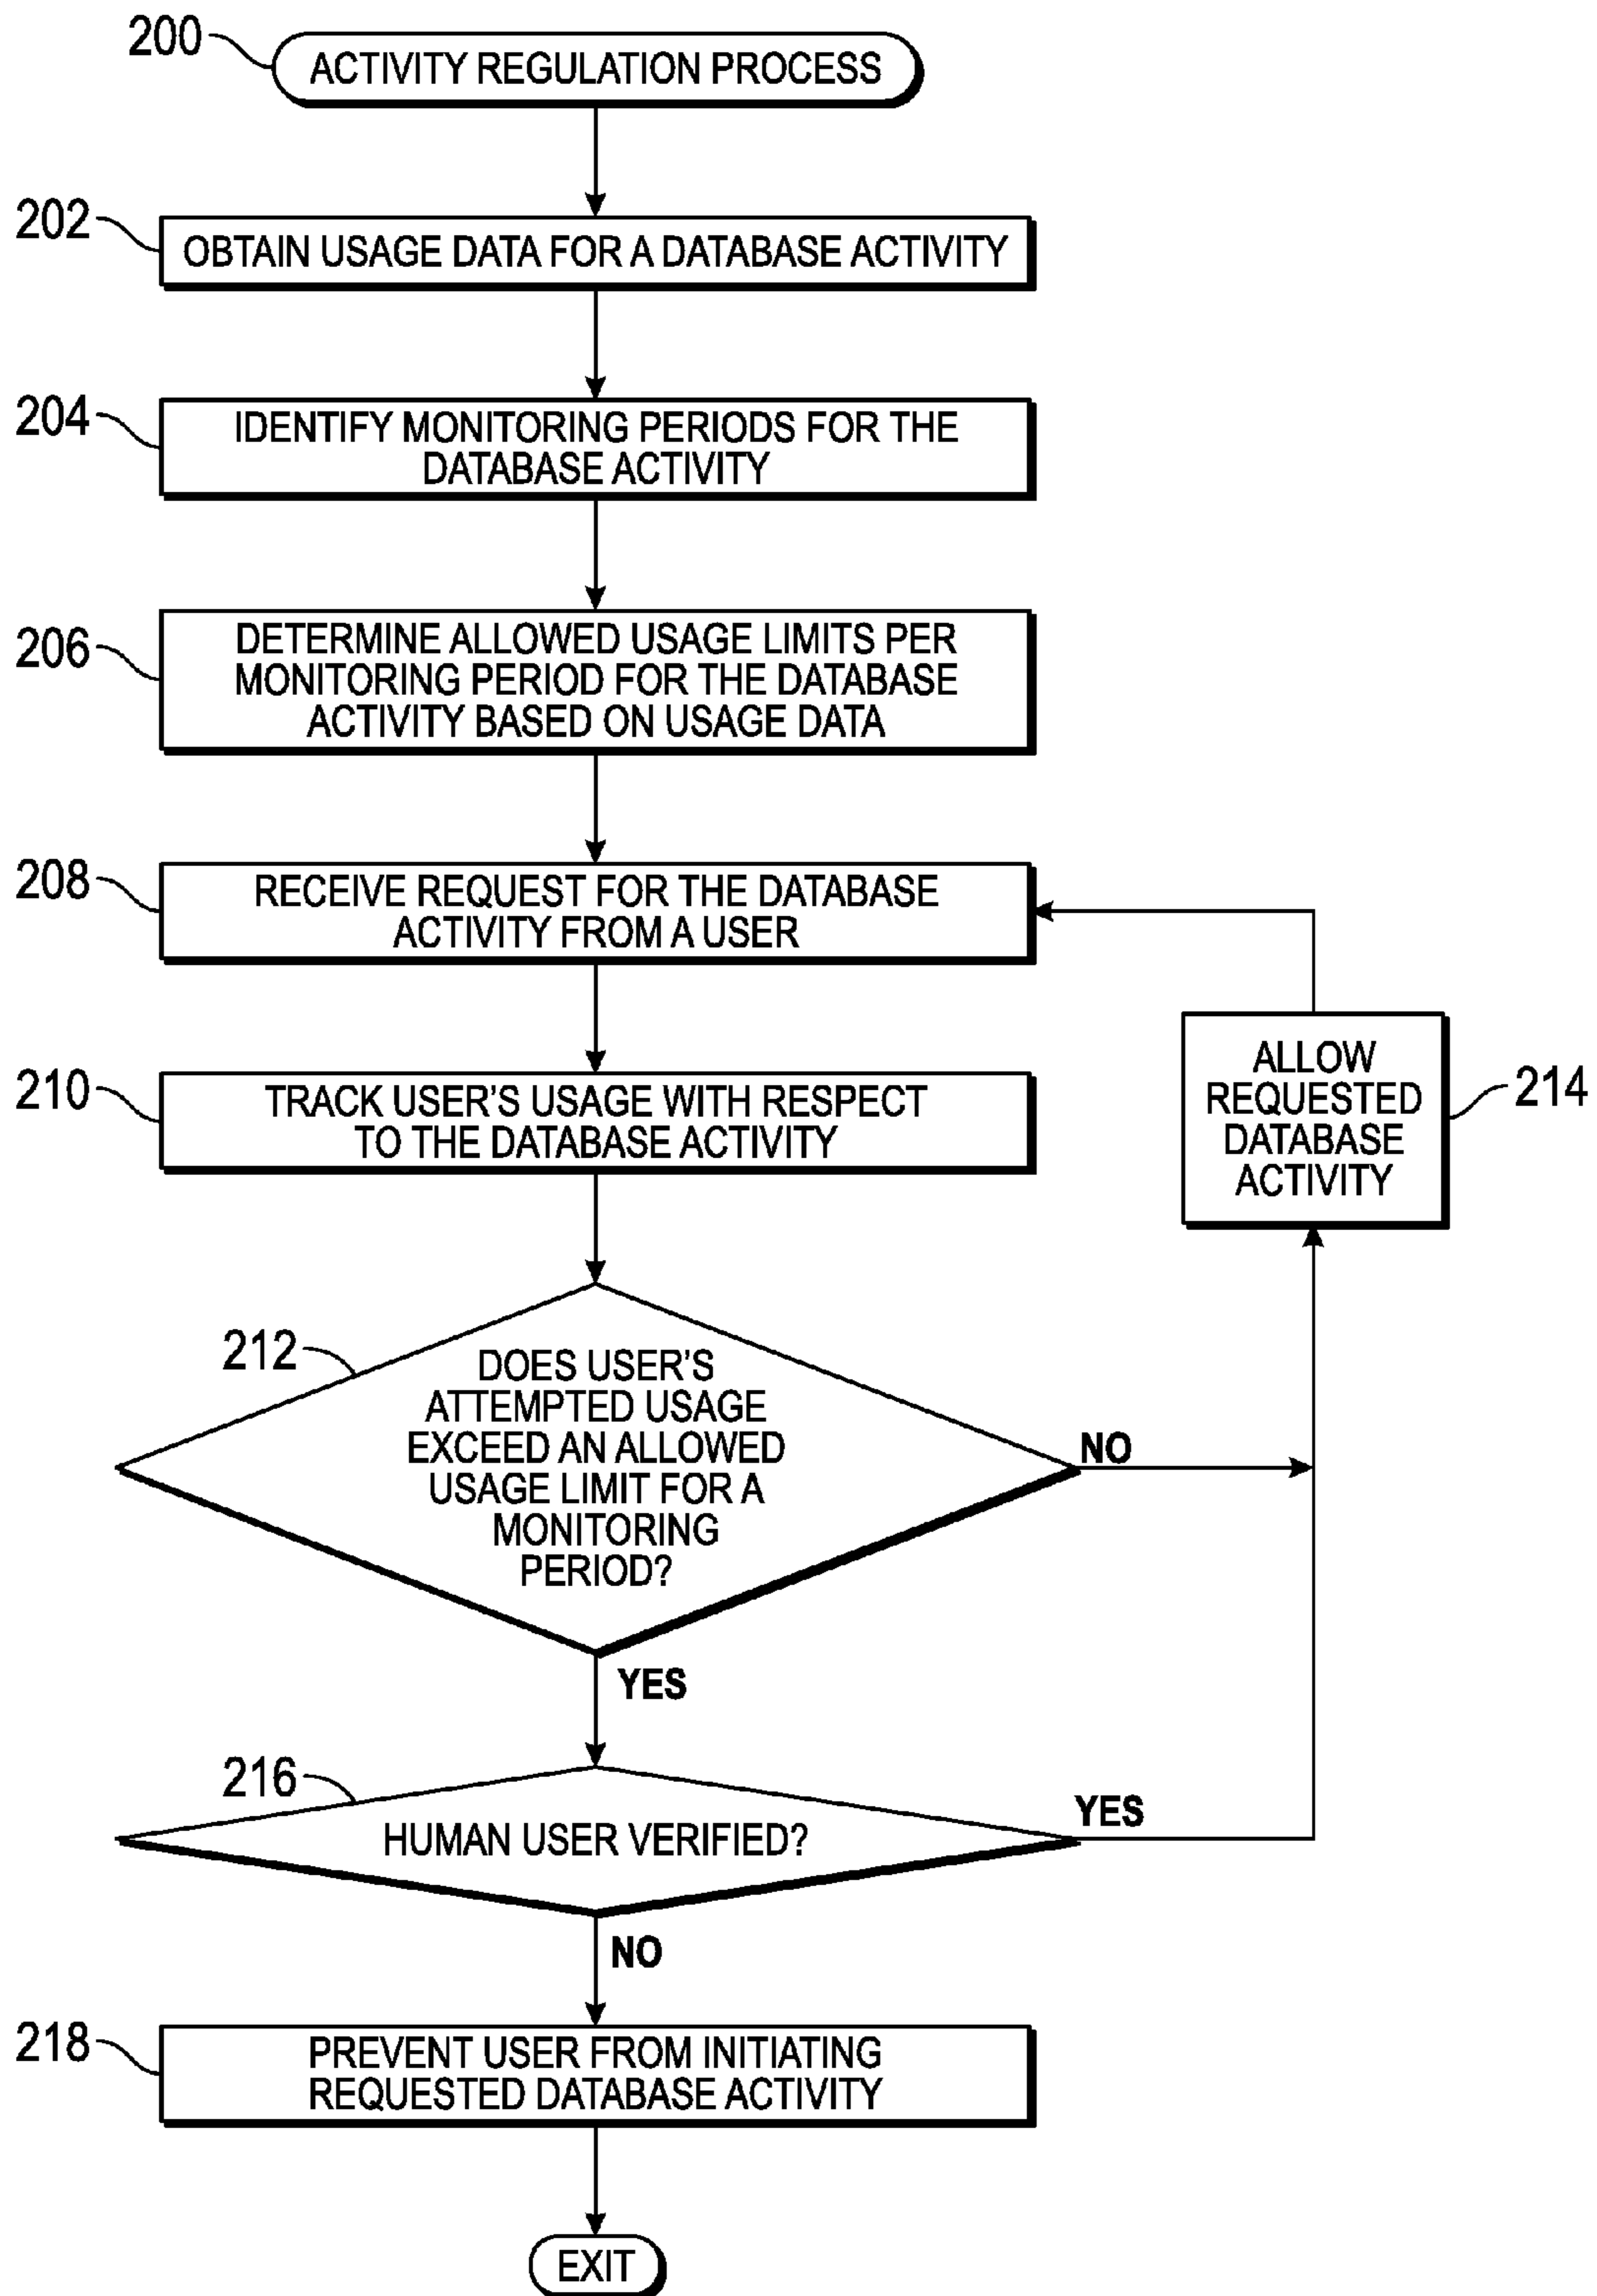 200
ACTIVITY REGULATION PROCESS
202
OBTAIN USAGE DATA FOR A DATABASE ACTIVITY
204
IDENTIFY MONITORING PERIODS FOR THE
DATABASE ACTIVITY
206
DETERMINE ALLOWED USAGE LIMITS PER
MONITORING PERIOD FOR THE DATABASE
ACTIVITY BASED ON USAGE DATA
208
RECEIVE REQUEST FOR THE DATABASE
ACTIVITY FROM A USER
210
TRACK USER'S USAGE WITH RESPECT
TO THE DATABASE ACTIVITY
ALLOW
REQUESTED
DATABASE
ACTIVITY
214
212
DOES USER'S
ATTEMPTED USAGE
EXCEED AN ALLOWED
USAGE LIMIT FOR A
MONITORING
PERIOD?
NO
YES
216
HUMAN USER VERIFIED?
YES
NO
218
PREVENT USER FROM INITIATING
REQUESTED DATABASE ACTIVITY
EXIT